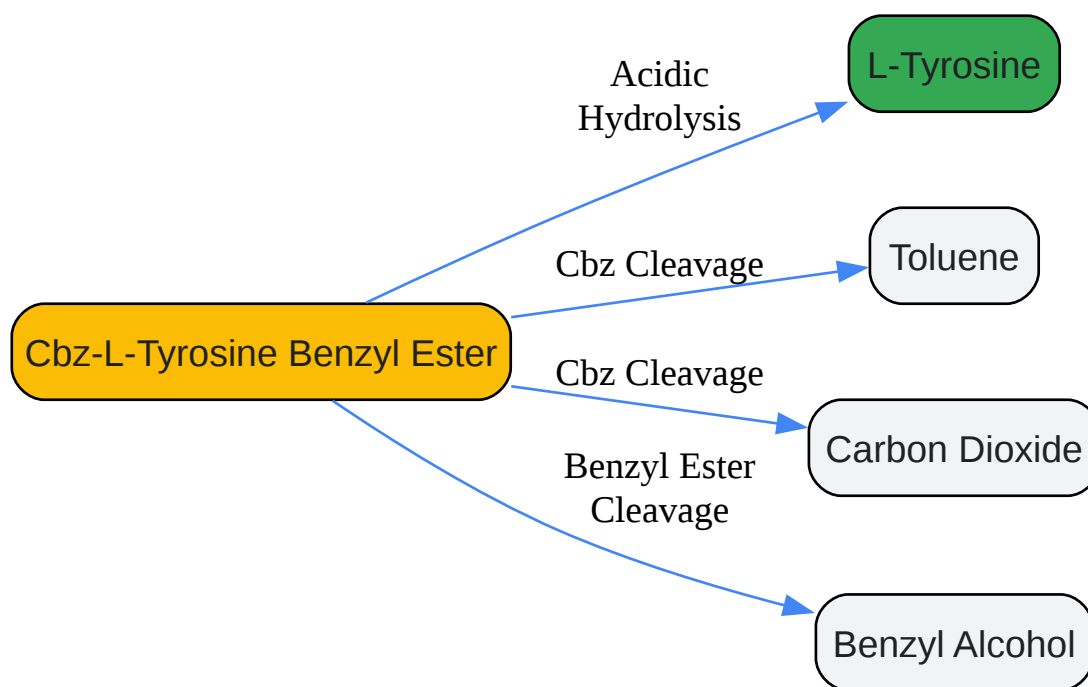 L-Tyrosine
Acidic
Hydrolysis
Toluene
Cbz Cleavage
Cbz-L-Tyrosine Benzyl Ester
Cbz Cleavage
Carbon Dioxide
Benzyl Ester
Cleavage
Benzyl Alcohol